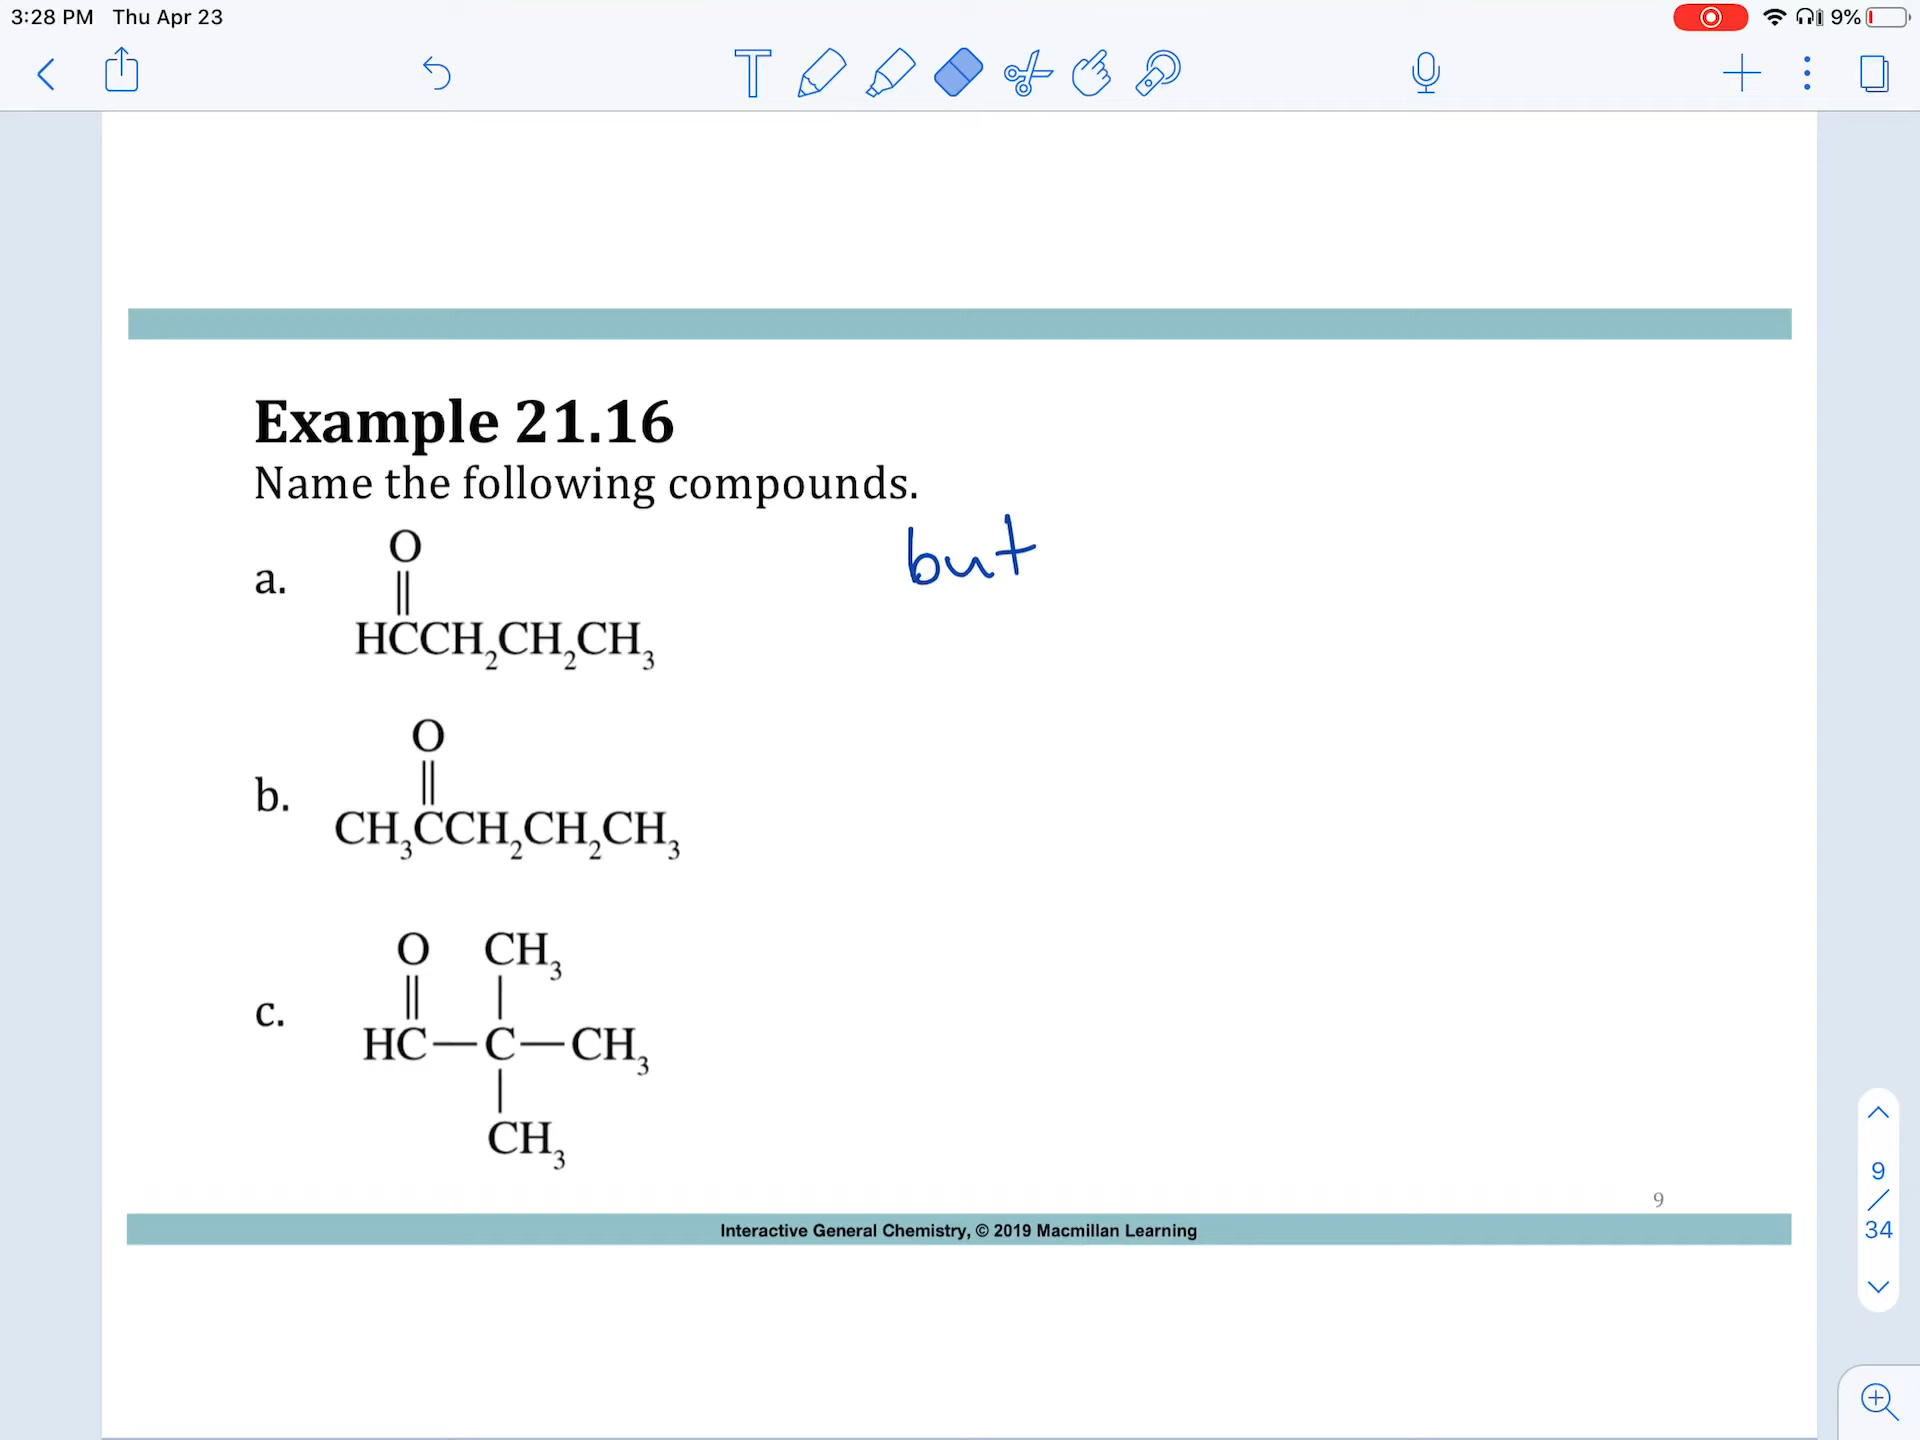 3:28 PM Thu Apr 23
9%
T
Example 21.16
Name the following compounds.
but
a.
O
HCCH₂CH₂CH₃
b.
O
CH₃CCH₂CH₂CH₃
c.
O CH₃
HC—C—CH₃
CH₃
9
Interactive General Chemistry, © 2019 Macmillan Learning
9
/
34